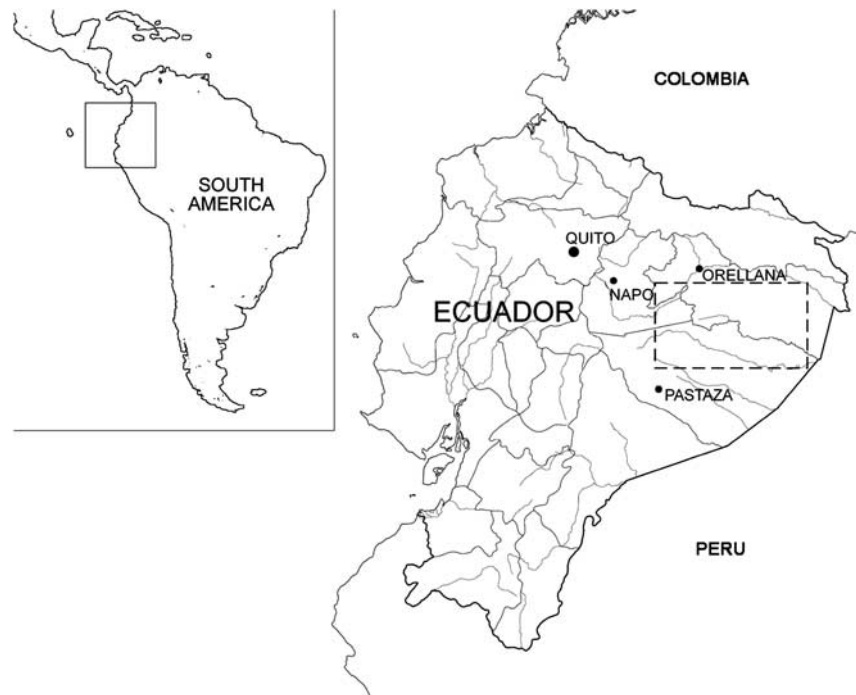 SOUTH
AMERICA
COLOMBIA
QUITO
ORELLANA
NAPO
ECUADOR
PASTAZA
PERU